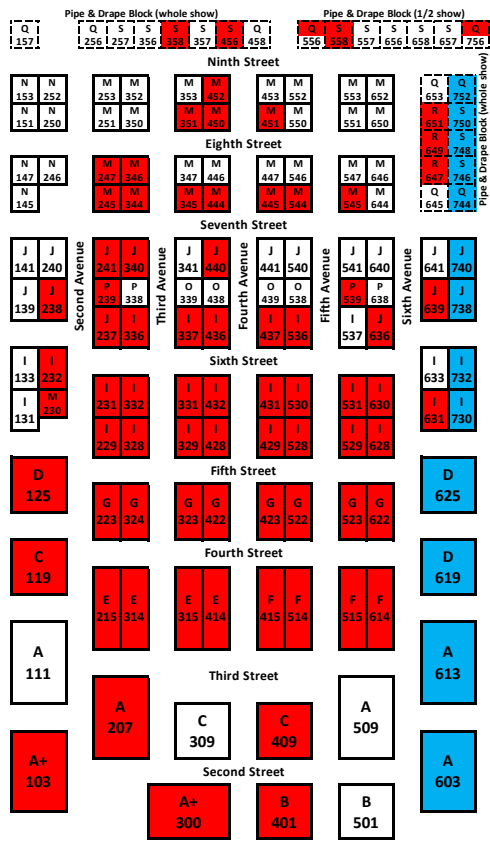 Pipe & Drape Block (whole show) Pipe & Drape Block (1/2 show)
Q S S S S S S Q Q S S S S S Q
157 256 257 356 358 357 456 458 556 558 557 656 658 657 756
Ninth Street
N N M M M M M M M M Q Q
153 252 253 352 353 452 453 552 553 652 653 752
N N M M M M M M M M R S
151 250 251 350 351 450 451 550 551 650 651 750
Pipe & Drape Block (whole show)
Eighth Street
R S
649 748
N N M M M M M M M M R S
147 246 247 346 347 446 447 546 547 646 647 746
N M M M M M M M M Q Q
145 245 344 345 444 445 544 545 644 645 744
Seventh Street
J J J J J J J J J J J J
141 240 241 340 341 440 441 540 541 640 641 740
Second Avenue
Third Avenue
Fourth Avenue
Fifth Avenue
Sixth Avenue
J J P P O O O O P P J J
139 238 239 338 339 438 439 538 539 638 639 738
J I I I I I I J
237 336 337 436 437 536 537 636
Sixth Street
I I I I
133 232 633 732
I M I I I I I I I I I I
131 230 231 332 331 432 431 530 531 630 631 730
I I I I I I I I
229 328 329 428 429 528 529 628
Fifth Street
D D
125 625
G G G G G G G G
223 324 323 422 423 522 523 622
Fourth Street
C D
119 619
E E E E F F F F
215 314 315 414 415 514 515 614
A A
111 613
Third Street
A C C A
207 309 409 509
A+ A
103 603
Second Street
A+ B B
300 401 501